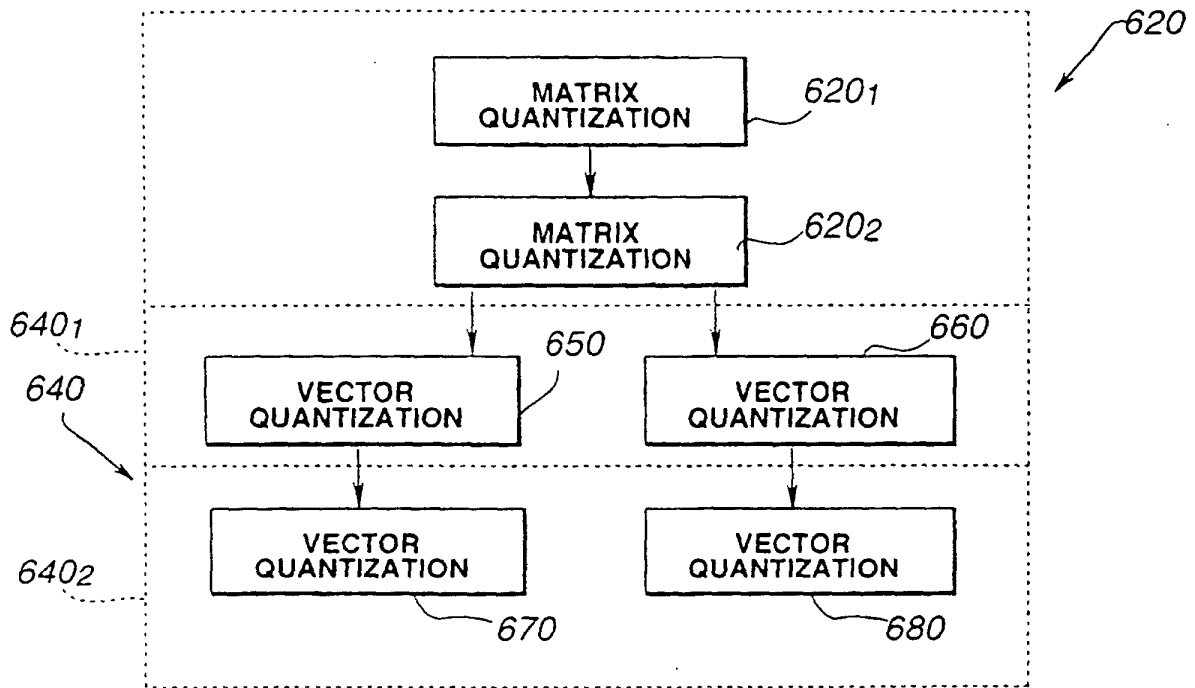 620
MATRIX
QUANTIZATION
620₁
MATRIX
QUANTIZATION
620₂
640₁
650
660
VECTOR
QUANTIZATION
VECTOR
QUANTIZATION
640
VECTOR
QUANTIZATION
VECTOR
QUANTIZATION
640₂
670
680